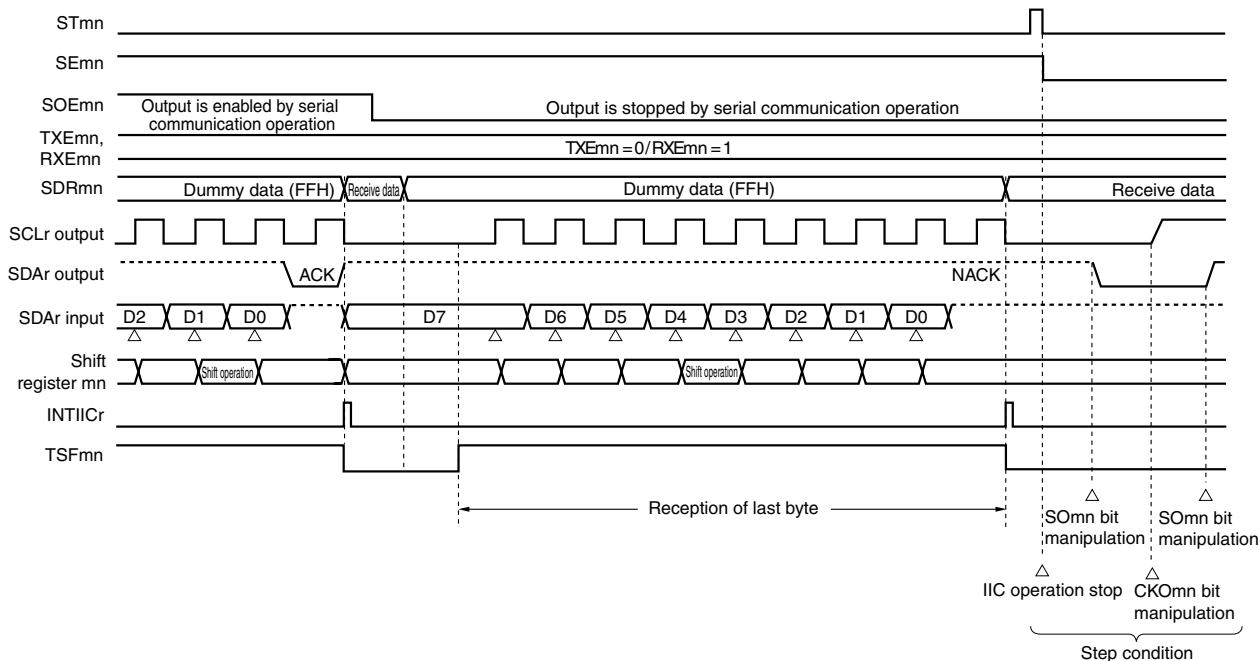 STmn
SEmn
SOEmn
Output is enabled by serial
communication operation
Output is stopped by serial communication operation
TXEmn,
RXEmn
TXEmn = 0 / RXEmn = 1
SDRmn
Dummy data (FFH)
Receive data
Dummy data (FFH)
Receive data
SCLr output
SDAr output
ACK
NACK
SDAr input
D2
D1
D0
D7
D6
D5
D4
D3
D2
D1
D0
Shift
register mn
Shift operation
Shift operation
INTIICr
TSFmn
Reception of last byte
SOmn bit
manipulation
SOmn bit
manipulation
IIC operation stop
CKOmn bit
manipulation
Step condition